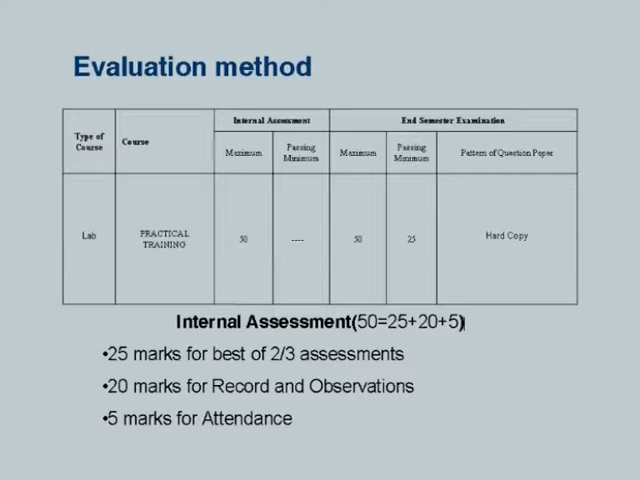 Evaluation method
Internal Assessment
End Semester Examination
Type of
Course
Course
Maximum
Passing
Minimum
Maximum
Passing
Minimum
Pattern of Question Paper
Lab
PRACTICAL
TRAINING
50
----
50
25
Hard Copy
Internal Assessment(50=25+20+5)
•25 marks for best of 2/3 assessments
•20 marks for Record and Observations
•5 marks for Attendance